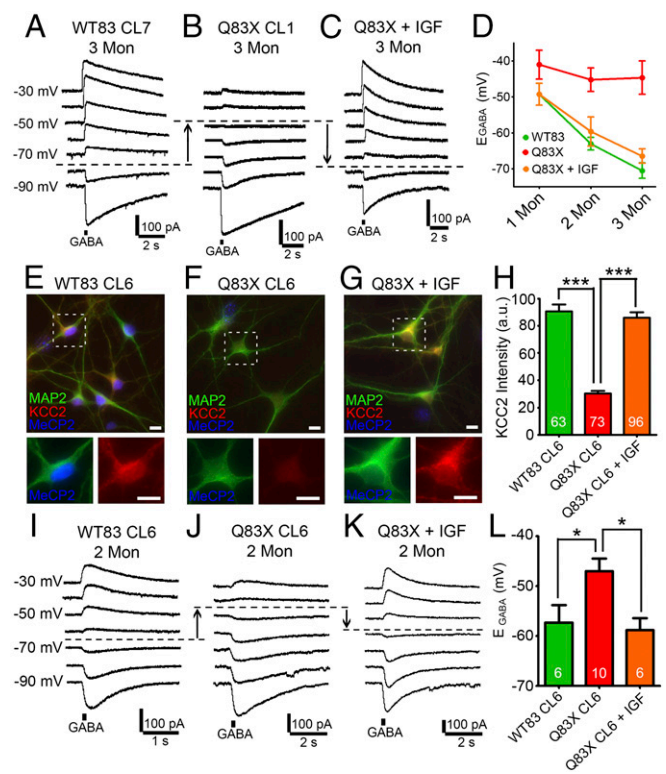 A
WT83 CL7
3 Mon
B
Q83X CL1
3 Mon
C
Q83X + IGF
3 Mon
-30 mV
-50 mV
-70 mV
-90 mV
GABA
100 pA
2 s
GABA
100 pA
2 s
GABA
100 pA
2 s
D
-40
-50
-60
-70
E GABA (mV)
WT83
Q83X
Q83X + IGF
1 Mon
2 Mon
3 Mon
E
WT83 CL6
MAP2
KCC2
MeCP2
MeCP2
F
Q83X CL6
MAP2
KCC2
MeCP2
MeCP2
G
Q83X + IGF
MAP2
KCC2
MeCP2
MeCP2
H
*** ***
100
80
60
40
20
0
KCC2 Intensity (a.u.)
63
73
96
WT83 CL6
Q83X CL6
Q83X CL6 + IGF
I
WT83 CL6
2 Mon
J
Q83X CL6
2 Mon
K
Q83X + IGF
2 Mon
-30 mV
-50 mV
-70 mV
-90 mV
GABA
100 pA
1 s
GABA
100 pA
2 s
GABA
100 pA
2 s
L
* *
-40
-50
-60
-70
E GABA (mV)
6
10
6
WT83 CL6
Q83X CL6
Q83X CL6 + IGF